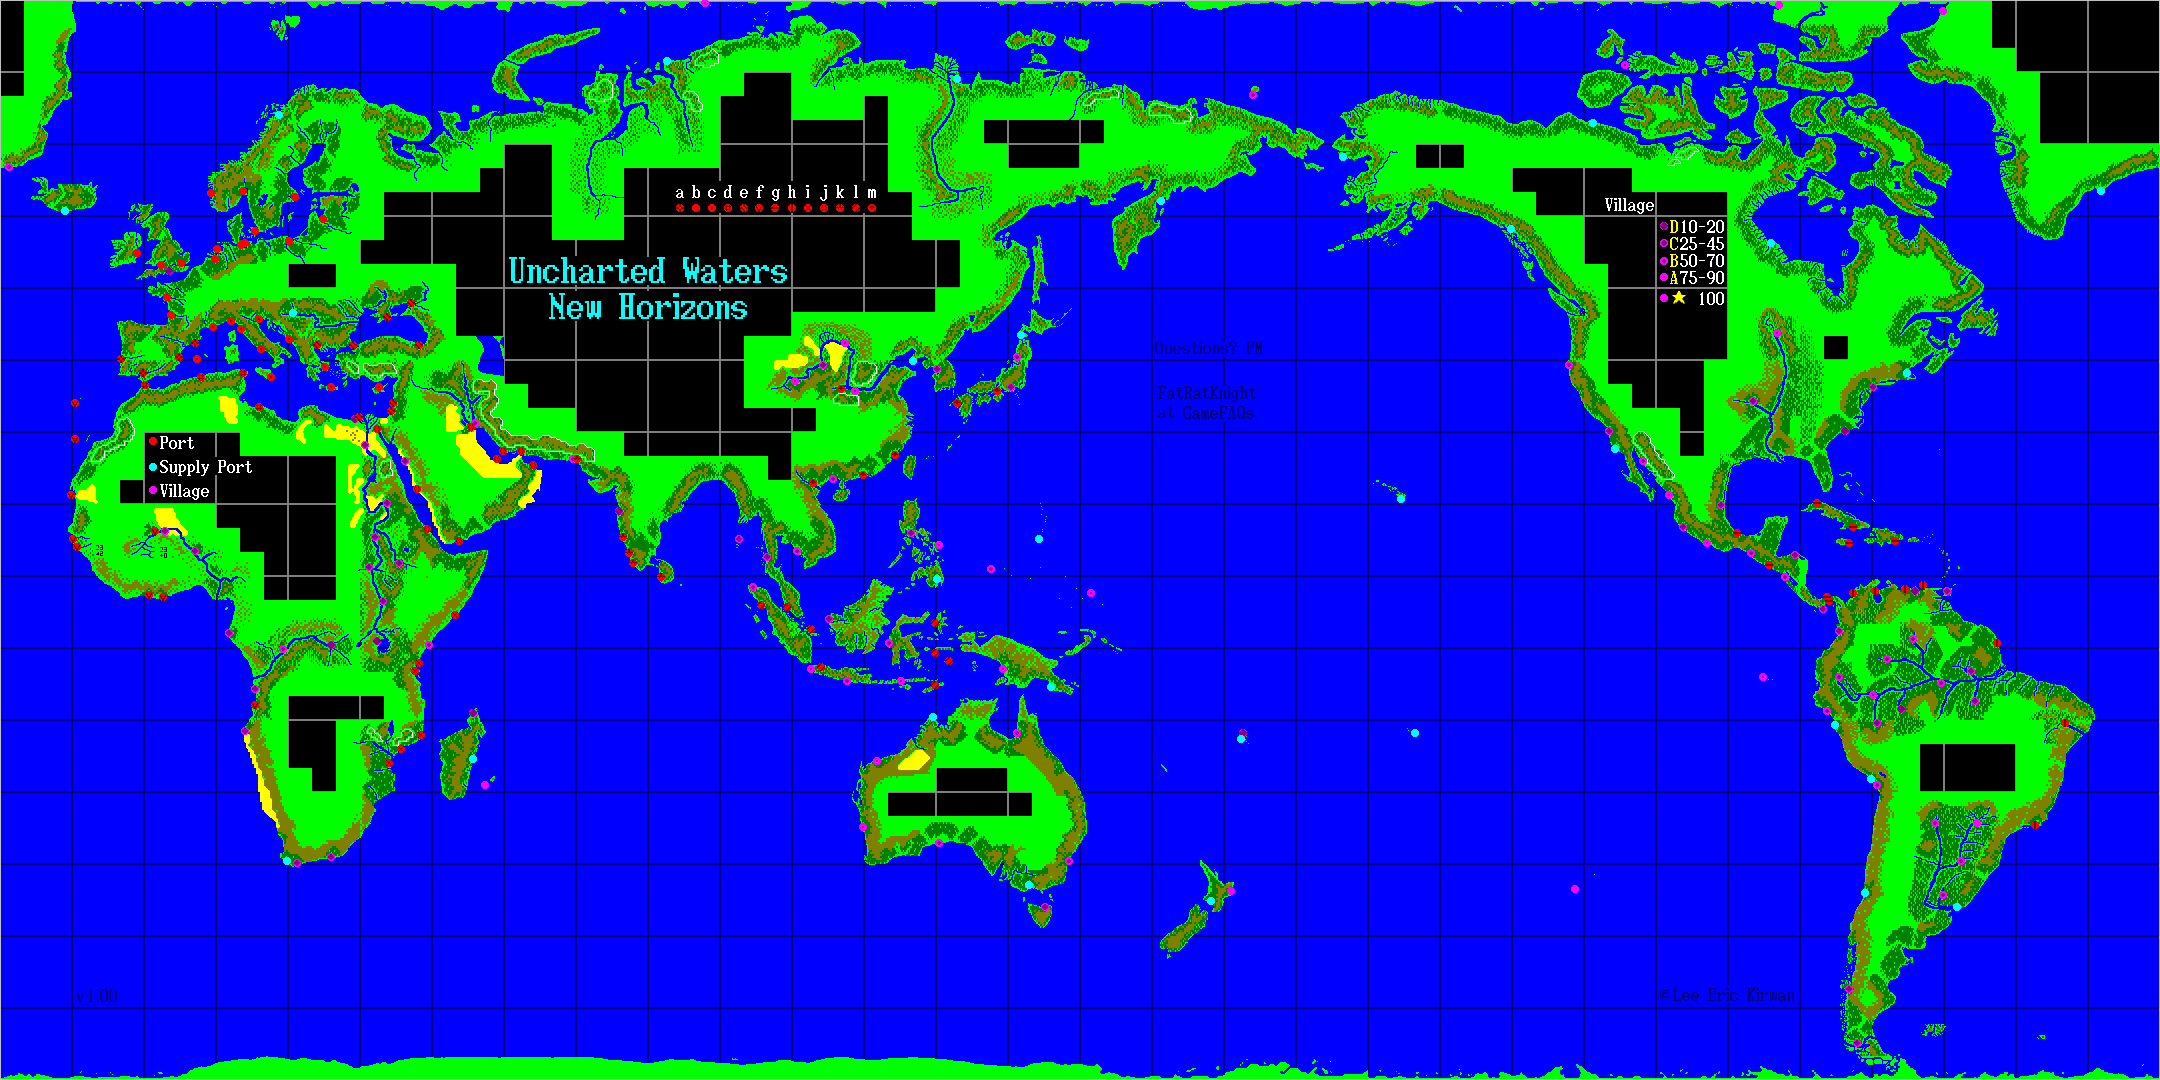 a b c d e f g h i j k l m
Village
D10-20
C25-45
B50-70
A75-90
★ 100
Uncharted Waters
New Horizons
Questions? PM
FatRatKnight
at GameFAQs
Port
Supply Port
Village
v1.00
©Lee Eric Kirwan